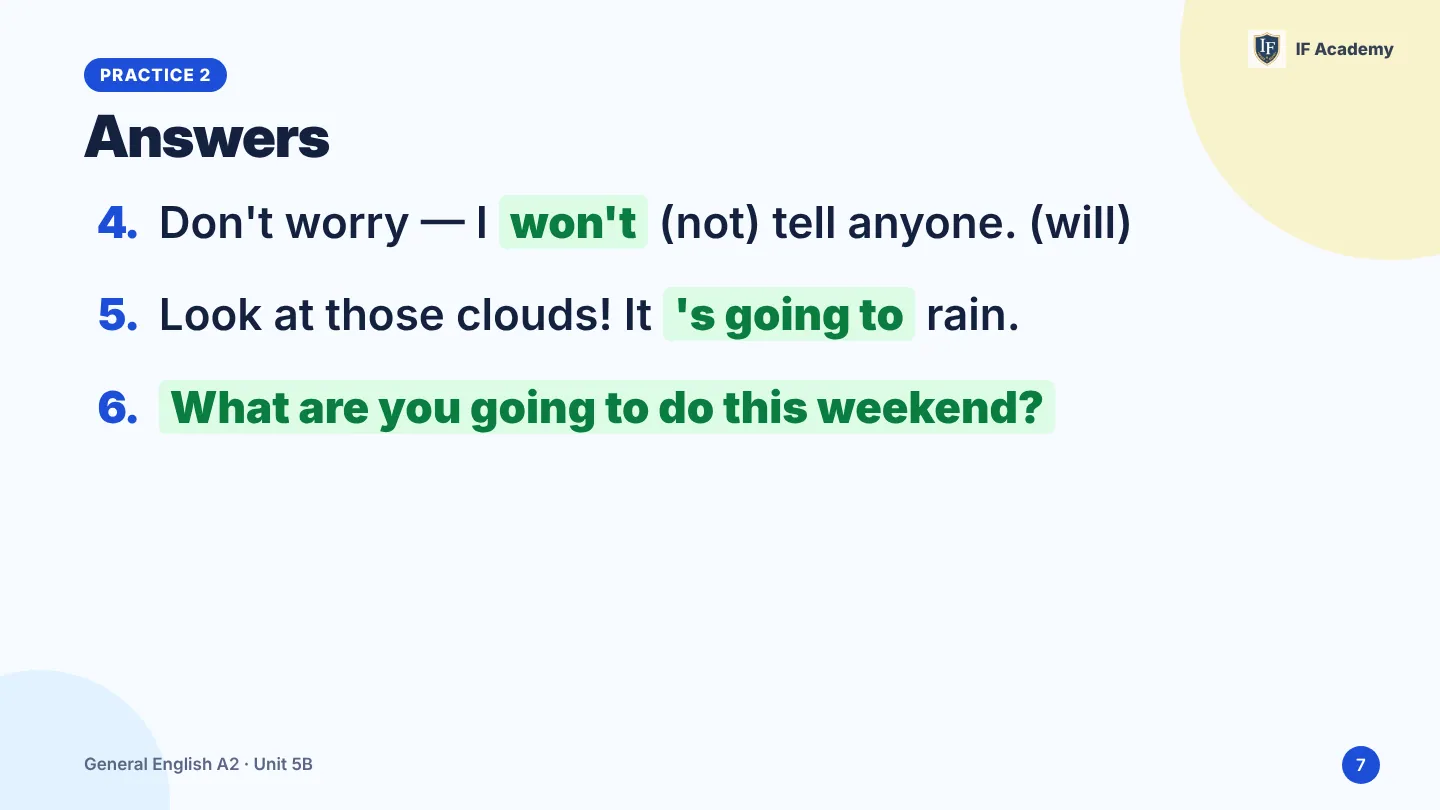 IF Academy
PRACTICE 2
Answers
4. Don't worry — I won't (not) tell anyone. (will)
5. Look at those clouds! It 's going to rain.
6. What are you going to do this weekend?
General English A2 · Unit 5B
7